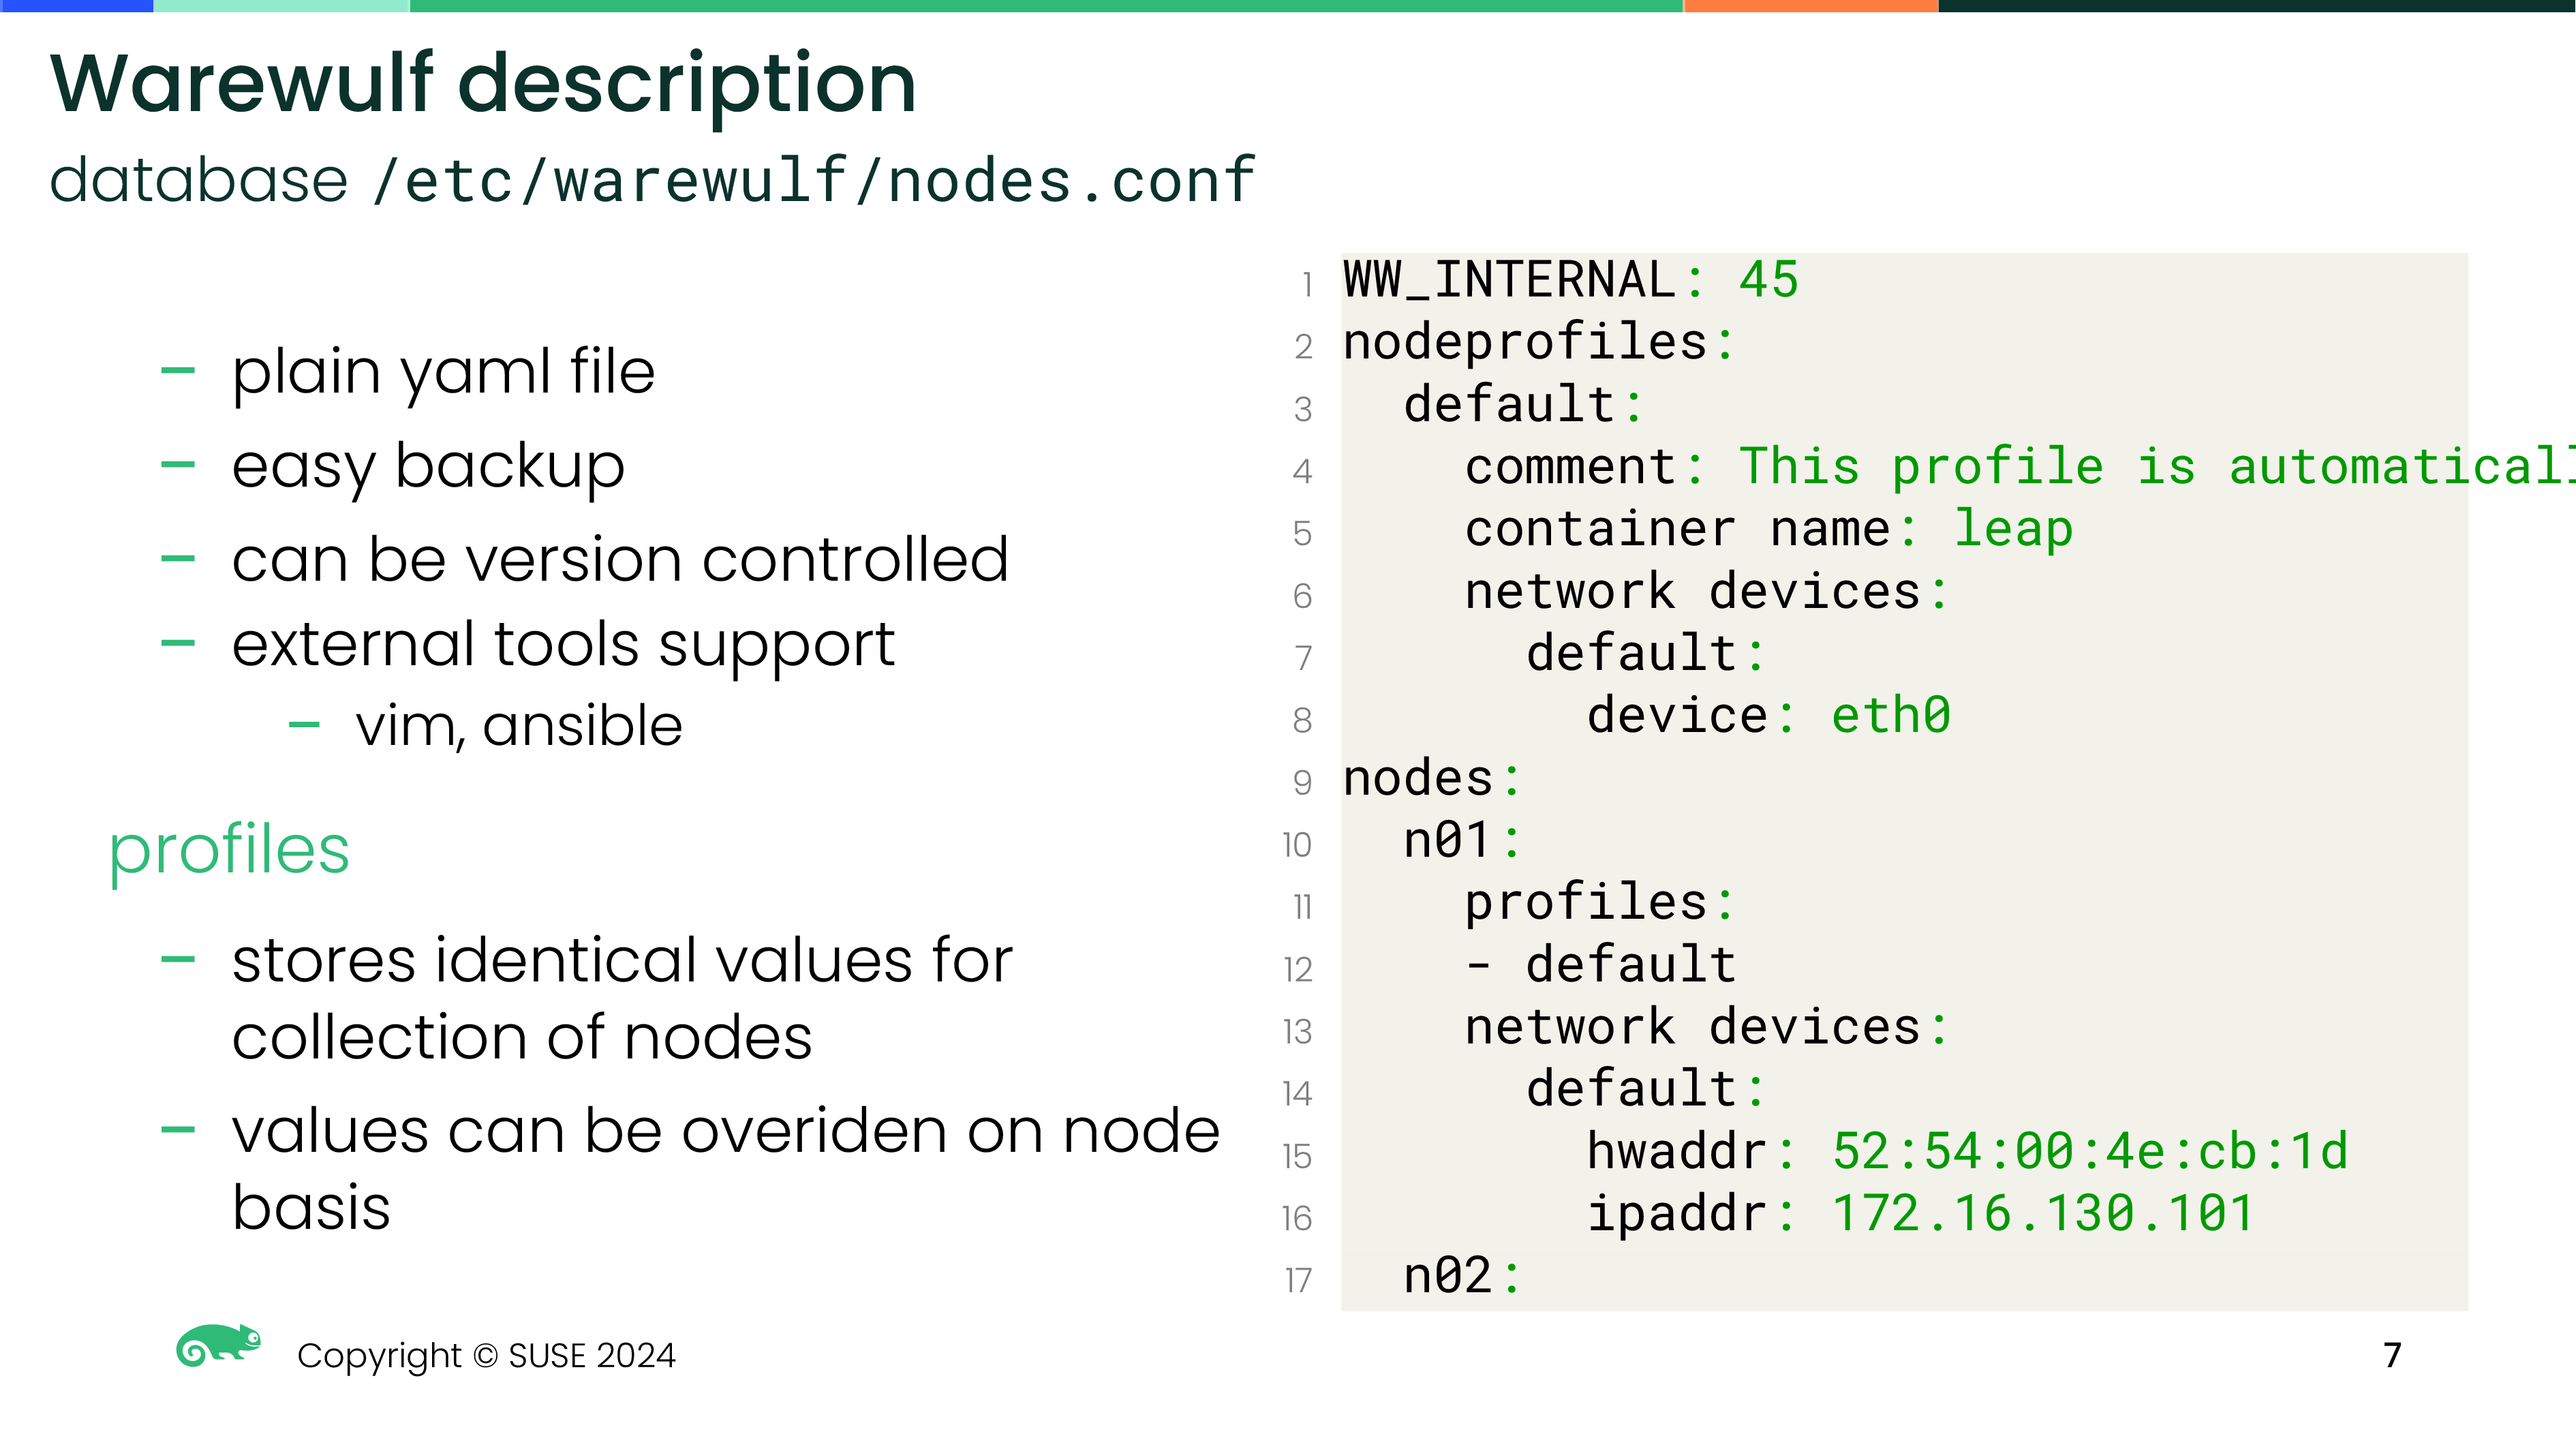 Warewulf description
database /etc/warewulf/nodes.conf
– plain yaml file
– easy backup
– can be version controlled
– external tools support
– vim, ansible
profiles
– stores identical values for
collection of nodes
– values can be overiden on node
basis
1 WW_INTERNAL: 45
2 nodeprofiles:
3   default:
4     comment: This profile is
5     container name: leap
6     network devices:
7       default:
8         device: eth0
9 nodes:
10   n01:
11     profiles:
12     - default
13     network devices:
14       default:
15         hwaddr: 52:54:00:4e:cb:1d
16         ipaddr: 172.16.130.101
17   n02:
Copyright © SUSE 2024
7